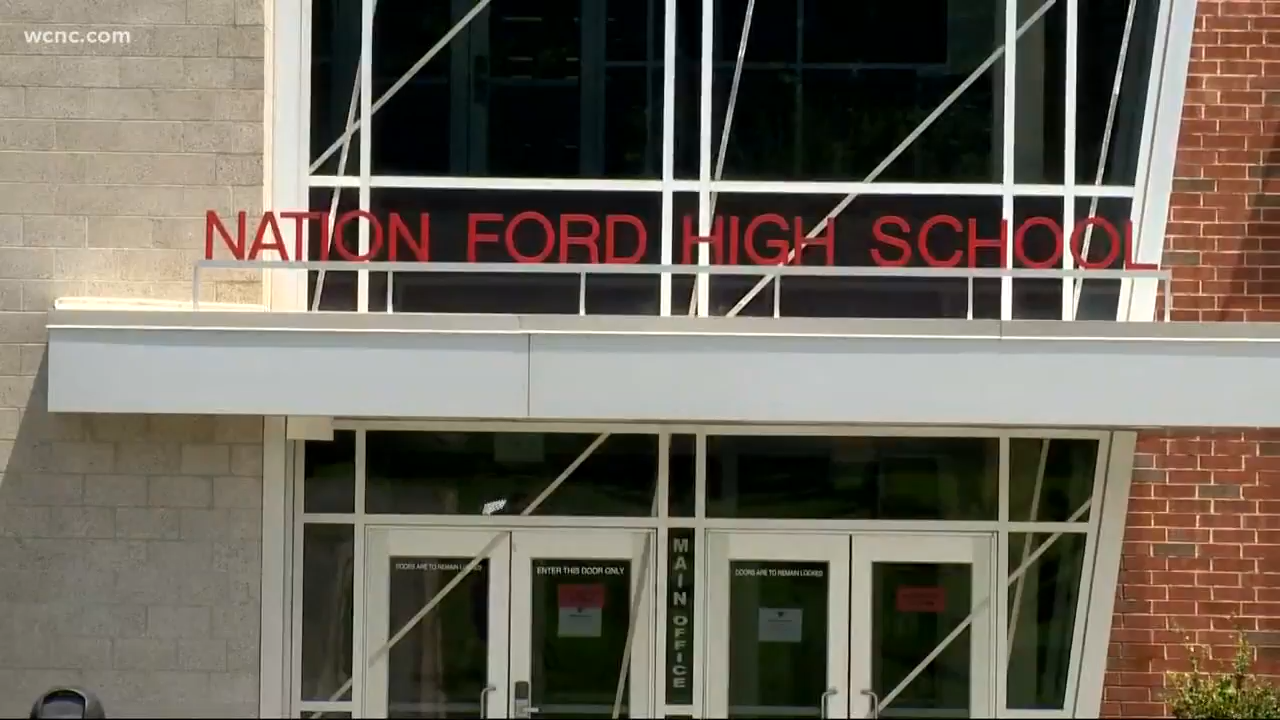 wcnc.com
NATION FORD HIGH SCHOOL
DOORS ARE TO REMAIN LOCKED
ENTER THIS DOOR ONLY
MAIN OFFICE
DOORS ARE TO REMAIN LOCKED